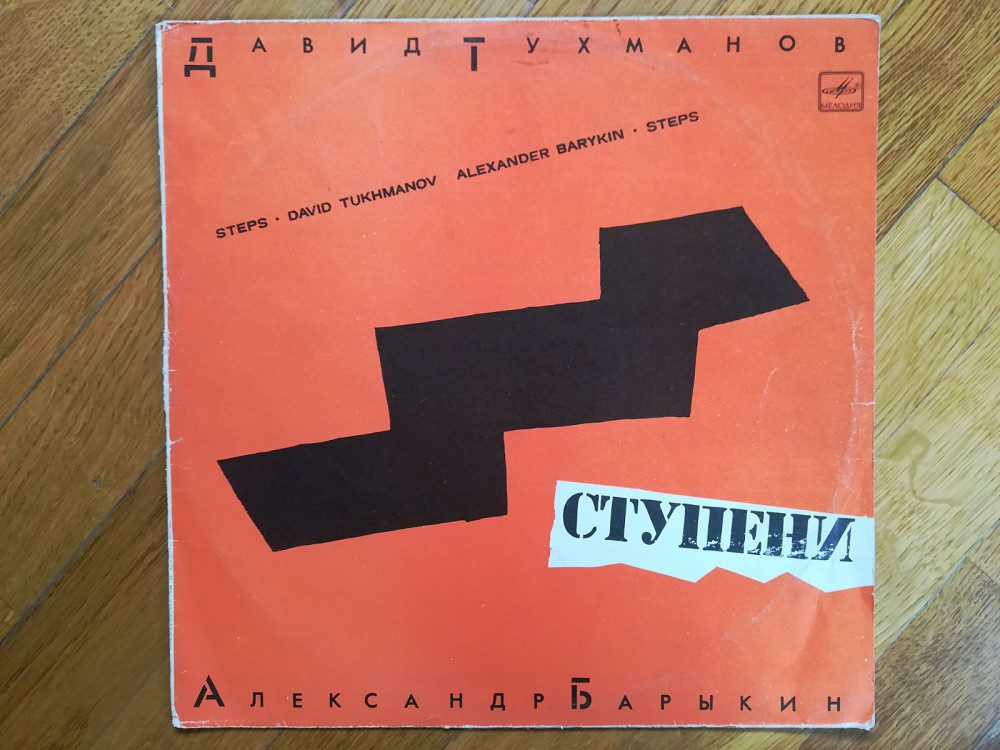 Давид Тухманов
МЕЛОДИЯ
STEPS · DAVID TUKHMANOV ALEXANDER BARYKIN · STEPS
СТУПЕНИ
Александр Барыкин